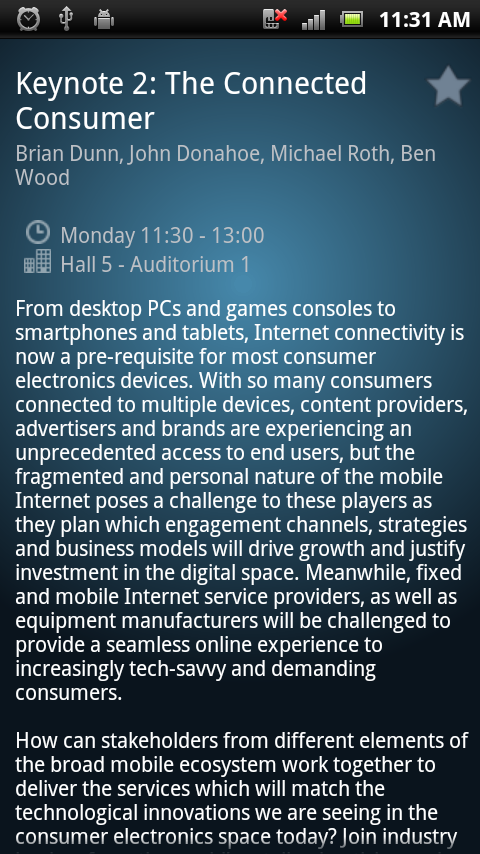 11:31 AM
Keynote 2: The Connected
Consumer
Brian Dunn, John Donahoe, Michael Roth, Ben
Wood
Monday 11:30 - 13:00
Hall 5 - Auditorium 1
From desktop PCs and games consoles to
smartphones and tablets, Internet connectivity is
now a pre-requisite for most consumer
electronics devices. With so many consumers
connected to multiple devices, content providers,
advertisers and brands are experiencing an
unprecedented access to end users, but the
fragmented and personal nature of the mobile
Internet poses a challenge to these players as
they plan which engagement channels, strategies
and business models will drive growth and justify
investment in the digital space. Meanwhile, fixed
and mobile Internet service providers, as well as
equipment manufacturers will be challenged to
provide a seamless online experience to
increasingly tech-savvy and demanding
consumers.
How can stakeholders from different elements of
the broad mobile ecosystem work together to
deliver the services which will match the
technological innovations we are seeing in the
consumer electronics space today? Join industry